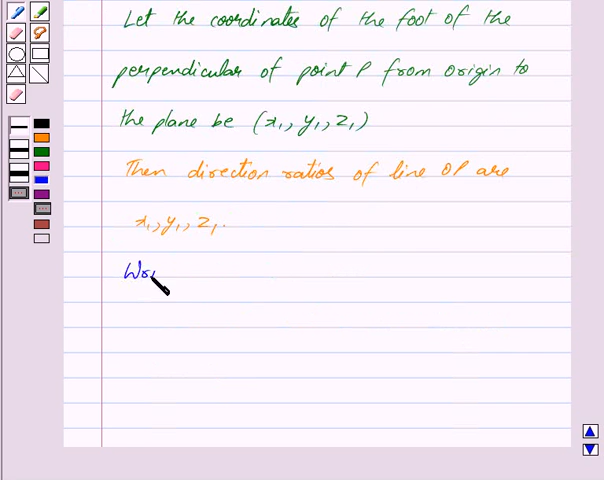 Let the coordinates of the foot of the
perpendicular of point P from origin to
the plane be (x₁, y₁, z₁)
Then direction ratios of line OP are
x₁, y₁, z₁.
Wri